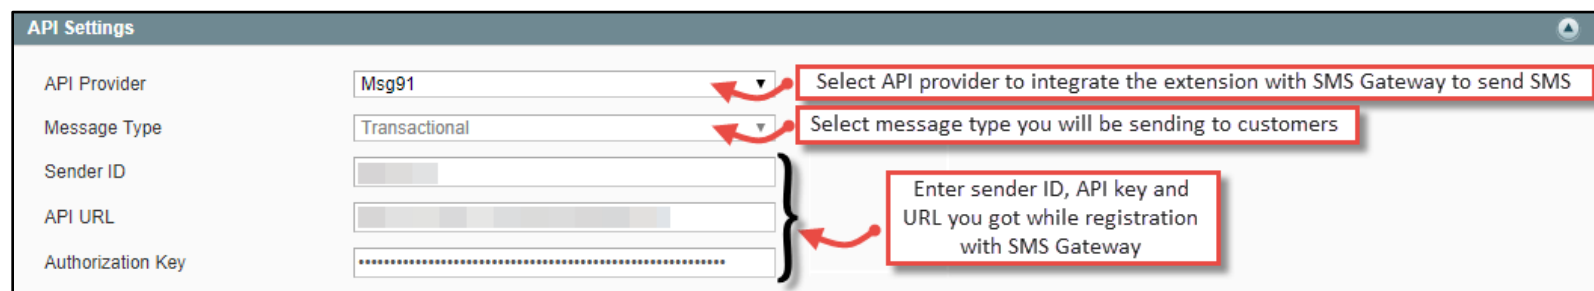 API Settings
API Provider
Msg91
Select API provider to integrate the extension with SMS Gateway to send SMS
Message Type
Transactional
Select message type you will be sending to customers
Sender ID
API URL
Authorization Key
Enter sender ID, API key and
URL you got while registration
with SMS Gateway